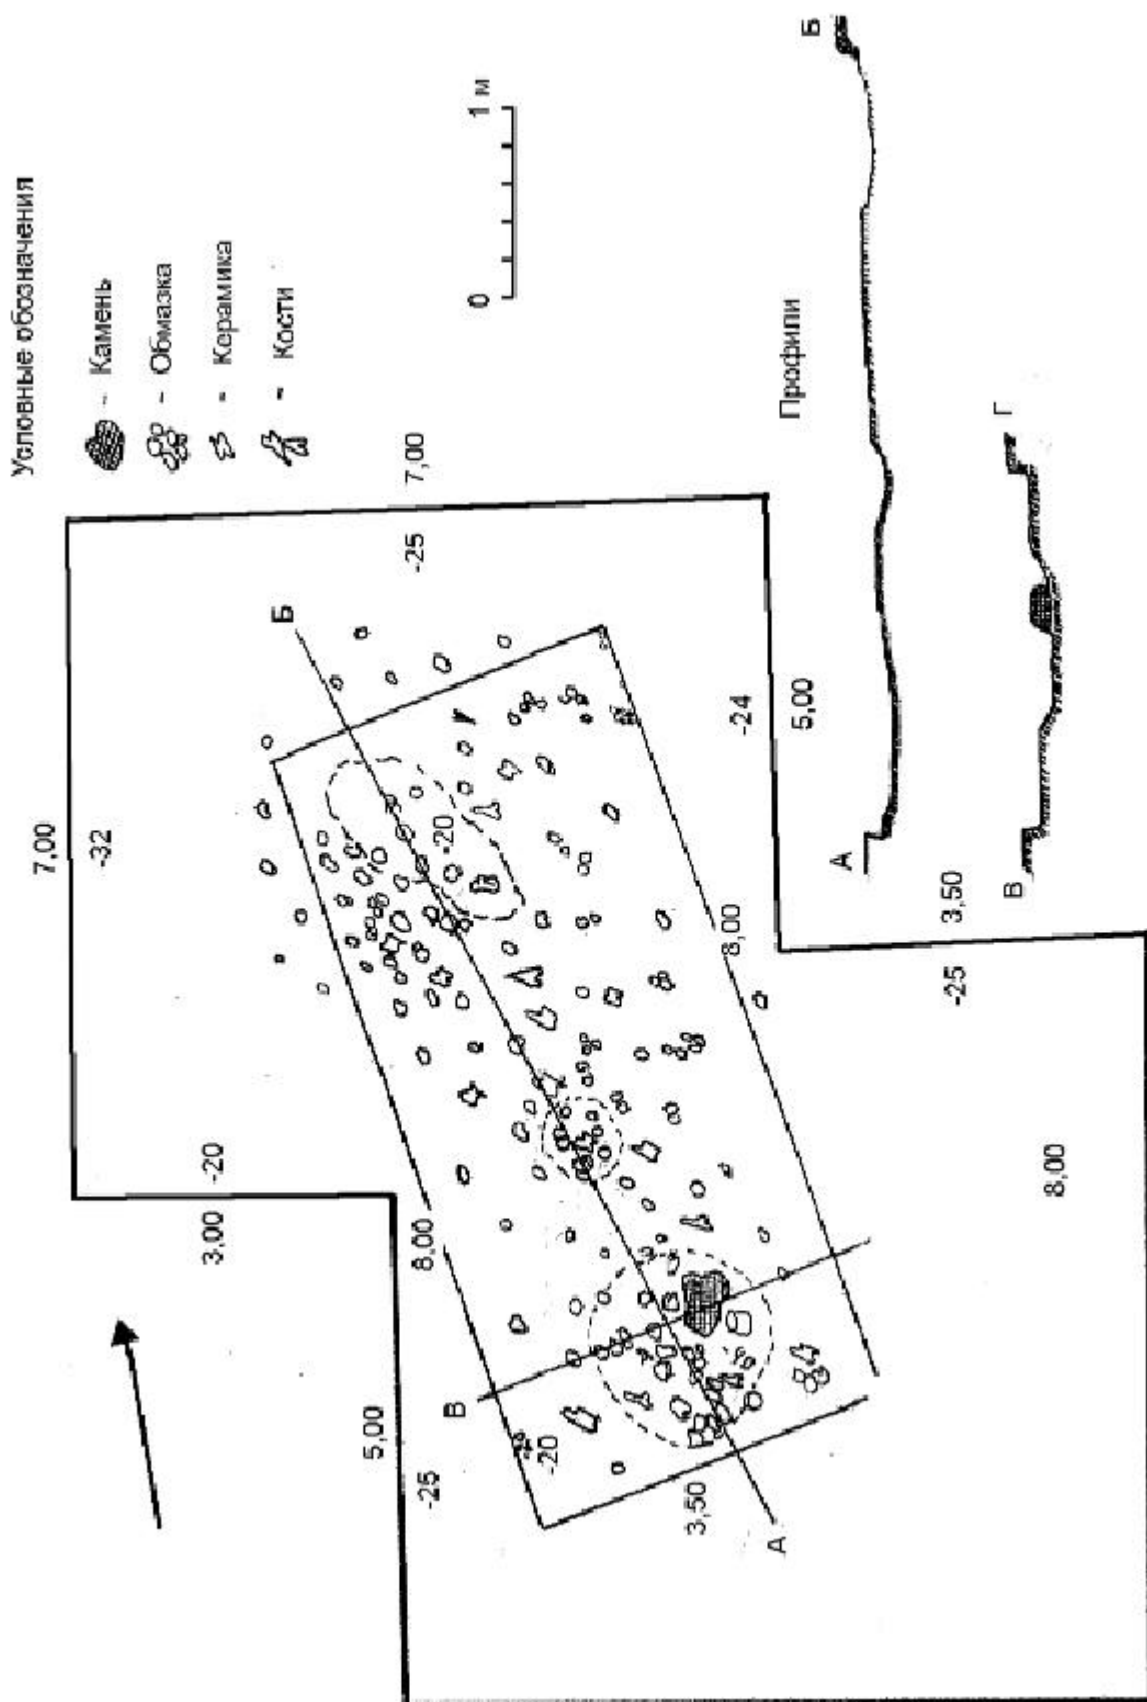 Условные обозначения
- Камень
- Обмазка
- Керамика
- Кости
0 1 м
7,00
-32
7,00
-25
3,00
-20
Б
-20
5,00
-25
8,00
8,00
-24
5,00
В
-20
3,50
А
3,50
-25
8,00
Профили
А Б
В Г